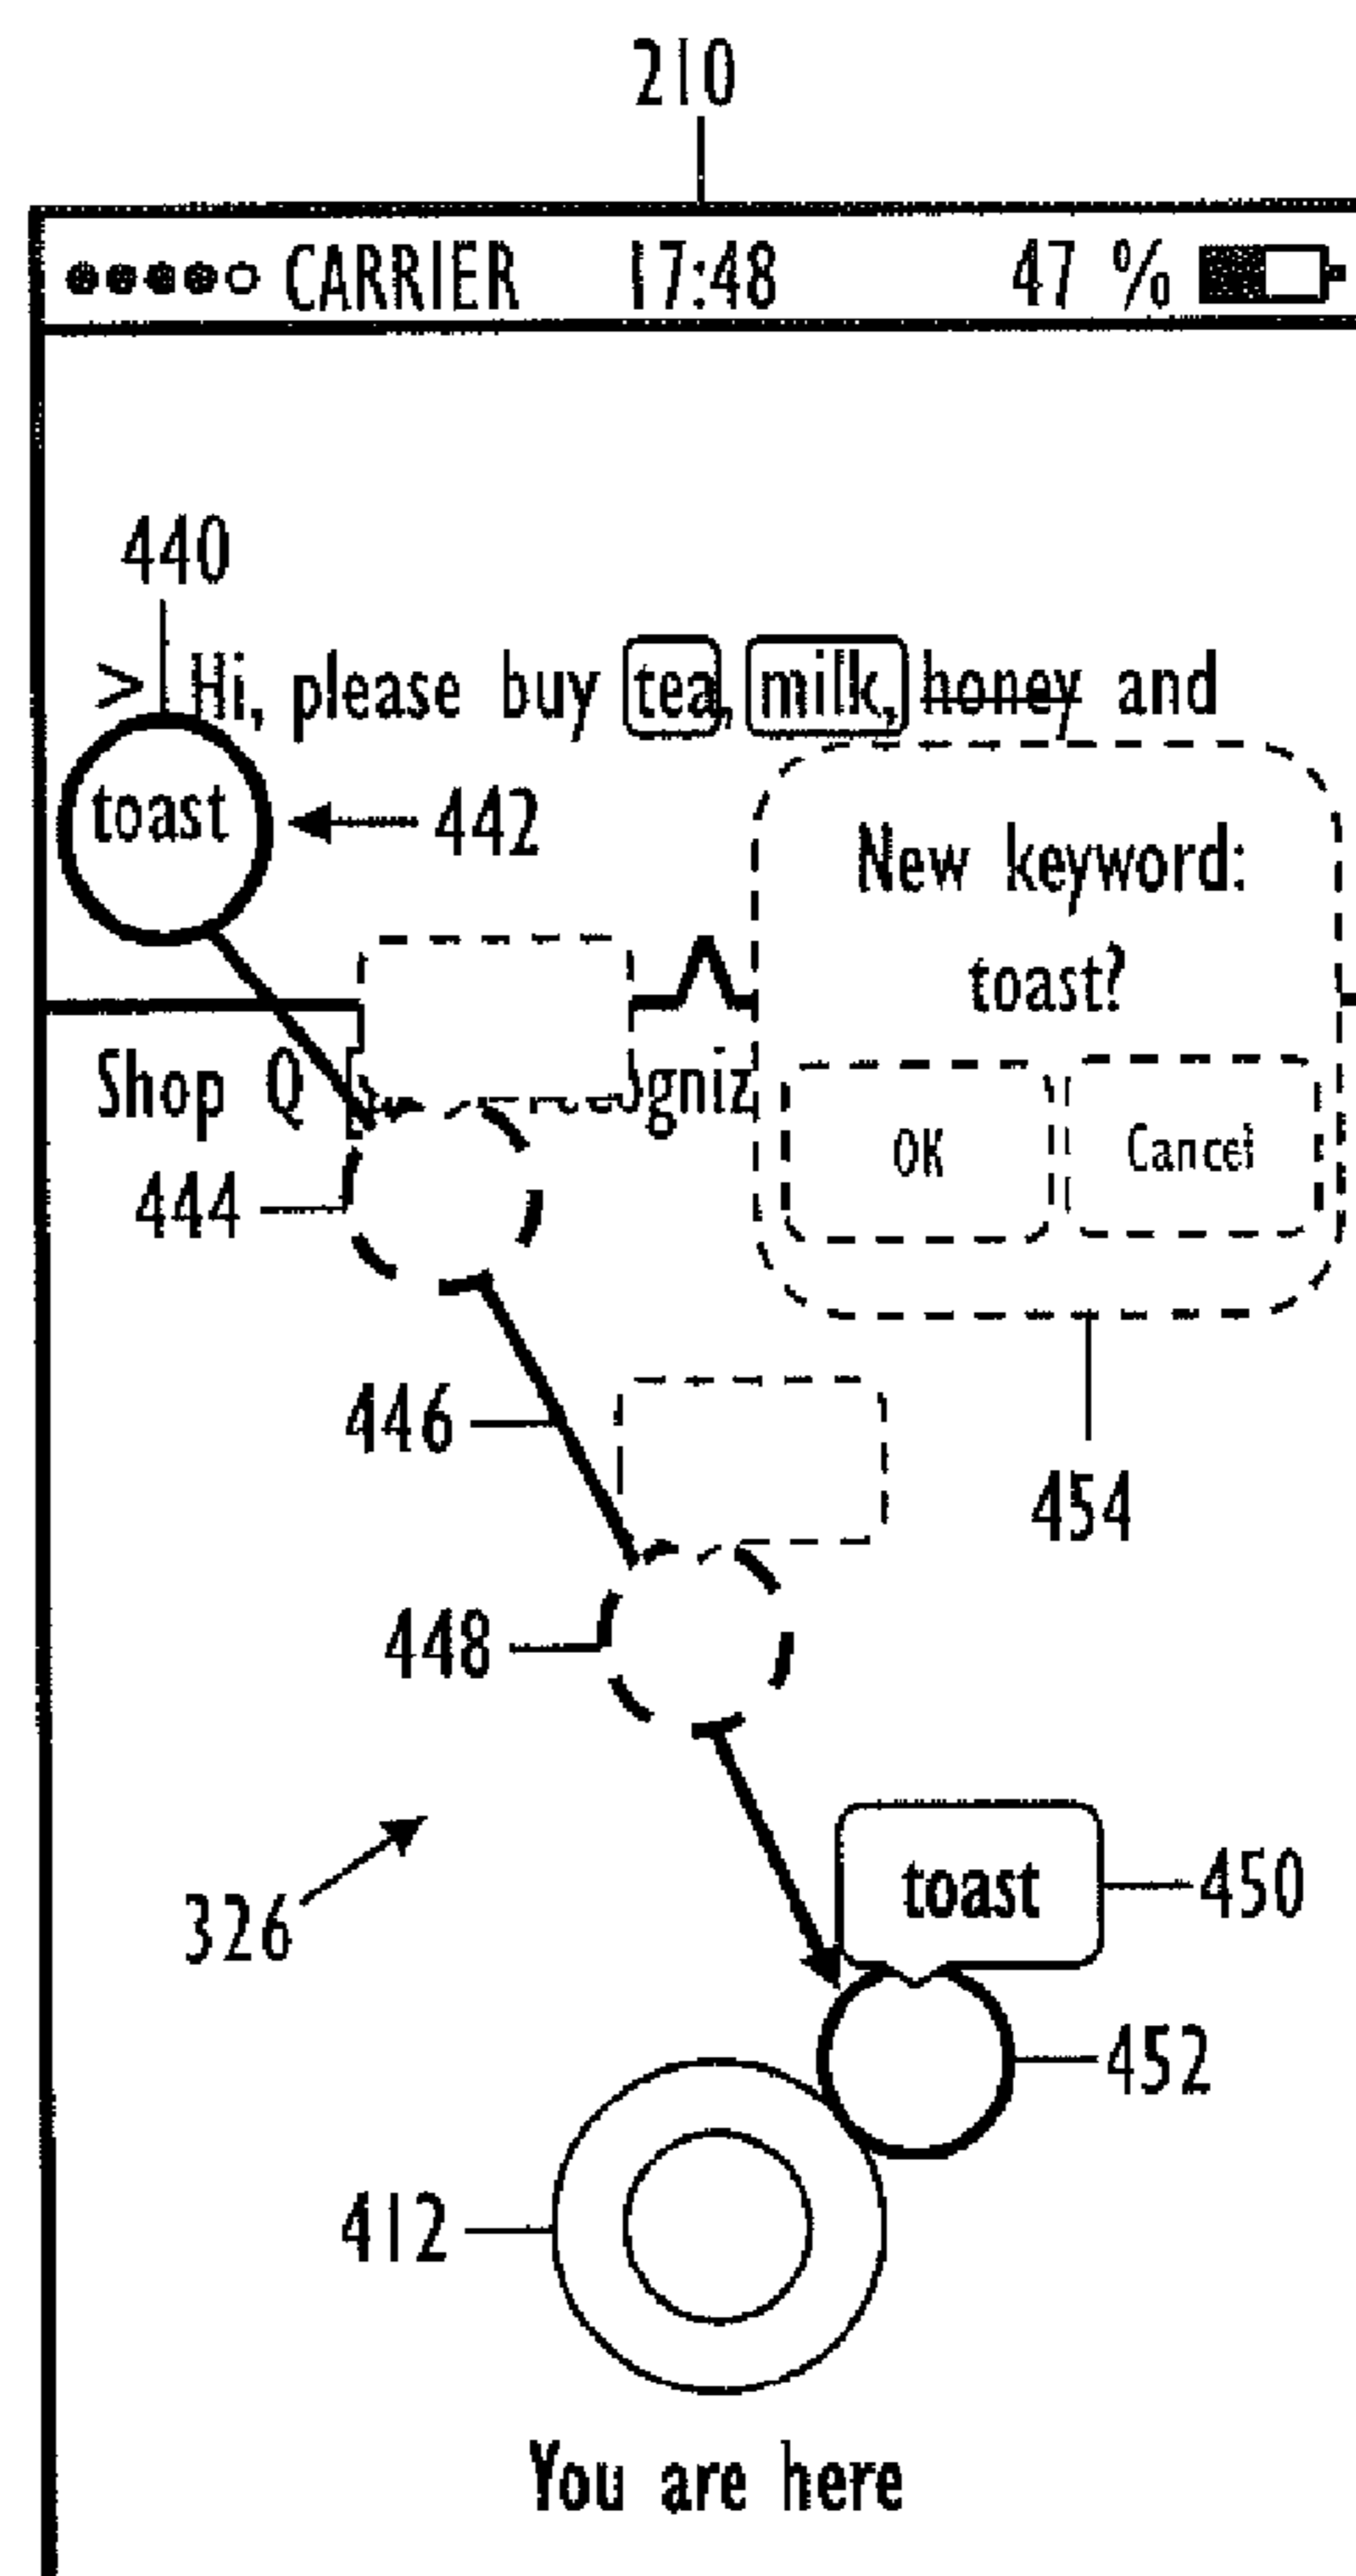 210
CARRIER 17:48 47 %
440
> Hi, please buy tea, milk, honey and
toast
442
New keyword:
toast?
Shop Q
OK Cancel
444
446
454
448
toast
450
326
452
412
You are here